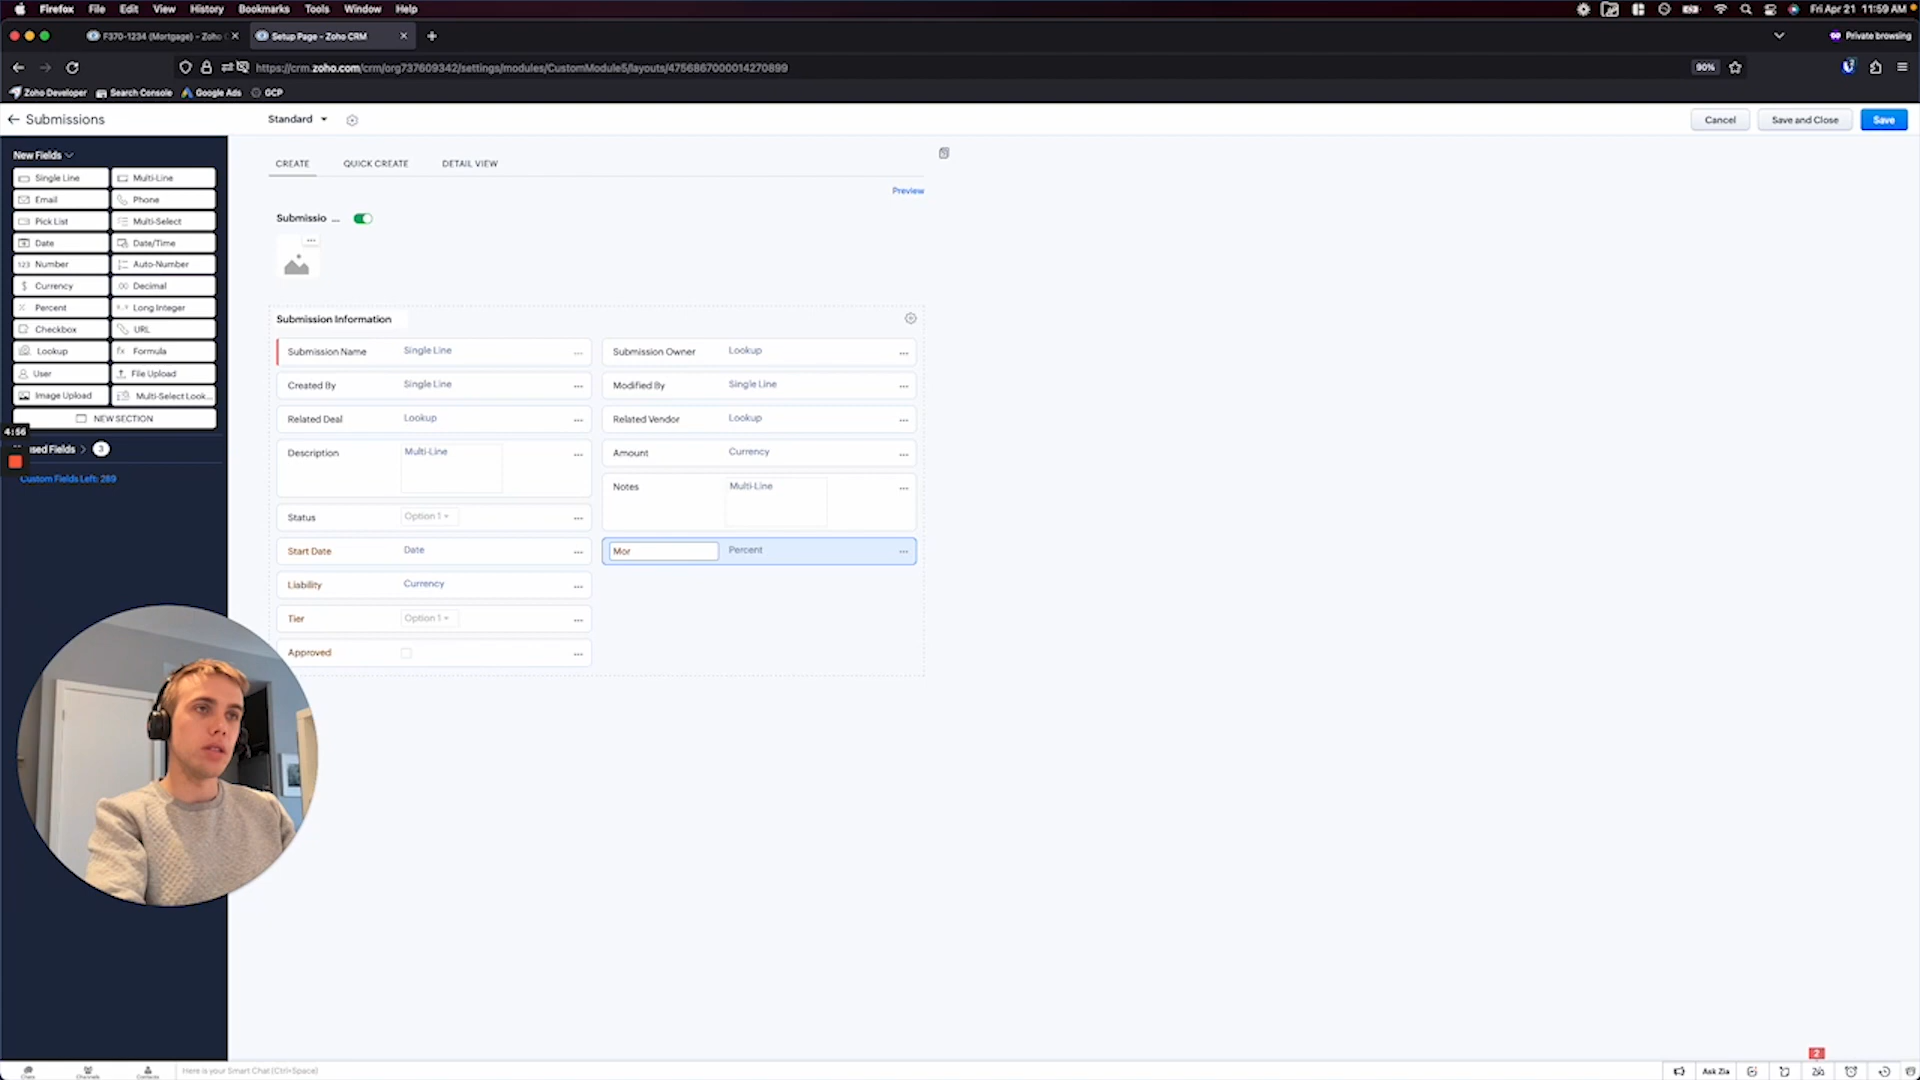 Firefox File Edit View History Bookmarks Tools Window Help Fri Apr 21 11:59 AM
F370-1234 (Mortgage) - Zoho Setup Page - Zoho CRM Private browsing
https://crm.zoho.com/crm/org737609342/settings/modules/CustomModule5/layouts/4756867000014270899 90%
Zoho Developer Search Console Google Ads GCP
Submissions Standard Cancel Save and Close Save
New Fields
Single Line Multi-Line
Email Phone
Pick List Multi-Select
Date Date/Time
Number Auto-Number
Currency Decimal
Percent Long Integer
Checkbox URL
Lookup Formula
User File Upload
Image Upload Multi-Select Look...
NEW SECTION
4:56
sed Fields 3
Custom Fields Left: 289
CREATE QUICK CREATE DETAIL VIEW
Preview
Submissio ...
Submission Information
Submission Name Single Line Submission Owner Lookup
Created By Single Line Modified By Single Line
Related Deal Lookup Related Vendor Lookup
Description Multi-Line Amount Currency
Notes Multi-Line
Status Option 1
Start Date Date Mor Percent
Liability Currency
Tier Option 1
Approved
2
Chats Channels Contacts Here is your Smart Chat (Ctrl+Space) Ask Zia